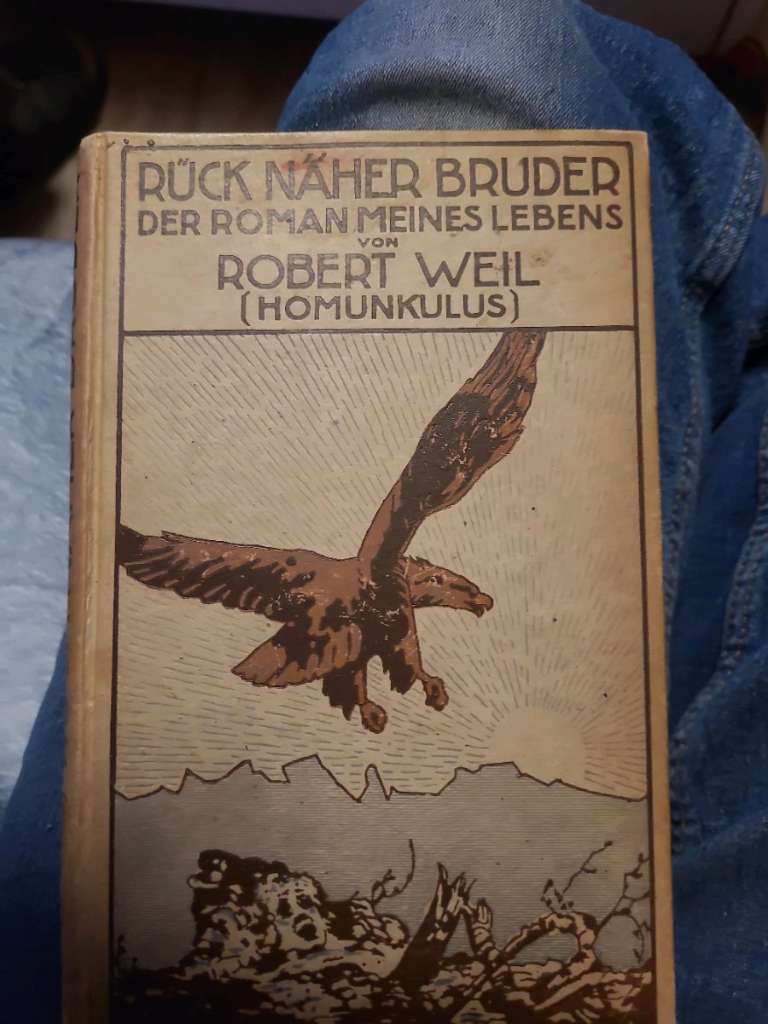 RÜCK NÄHER BRUDER
DER ROMAN MEINES LEBENS
VON
ROBERT WEIL
(HOMUNKULUS)